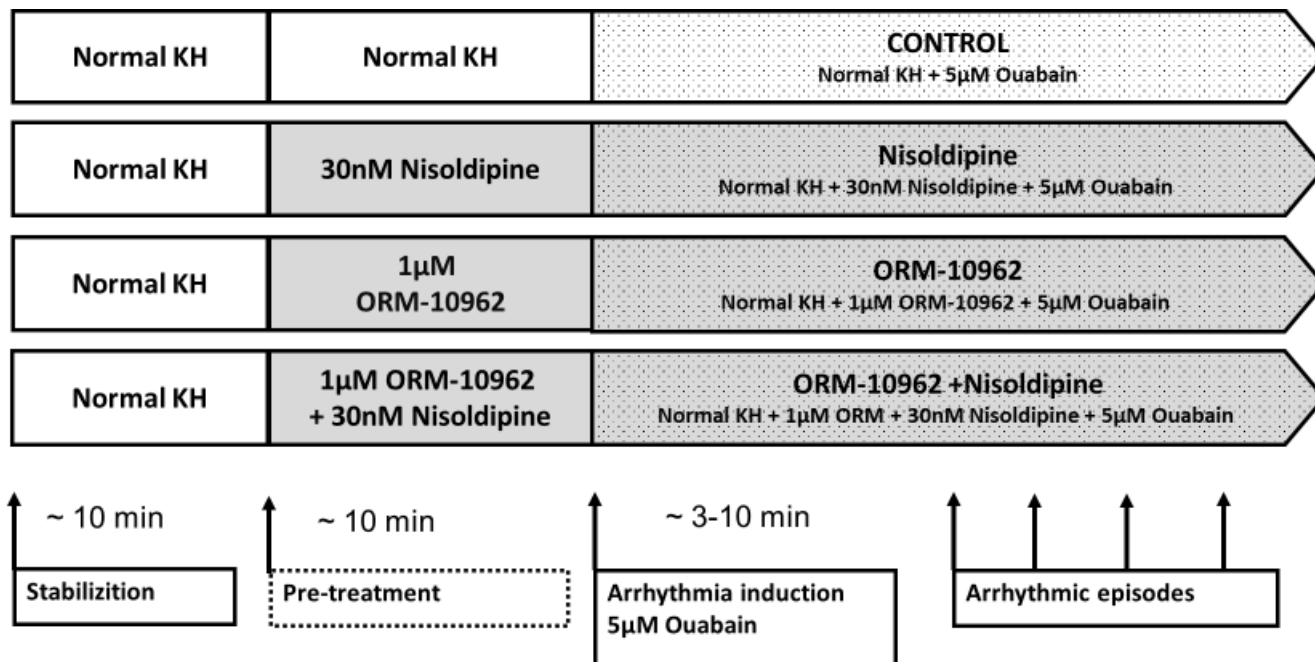 Normal KH
Normal KH
CONTROL
Normal KH + 5μM Ouabain
Normal KH
30nM Nisoldipine
Nisoldipine
Normal KH + 30nM Nisoldipine + 5μM Ouabain
Normal KH
1μM
ORM-10962
ORM-10962
Normal KH + 1μM ORM-10962 + 5μM Ouabain
Normal KH
1μM ORM-10962
+ 30nM Nisoldipine
ORM-10962 +Nisoldipine
Normal KH + 1μM ORM + 30nM Nisoldipine + 5μM Ouabain
~ 10 min
~ 10 min
~ 3-10 min
Stabilizition
Pre-treatment
Arrhythmia induction
5μM Ouabain
Arrhythmic episodes